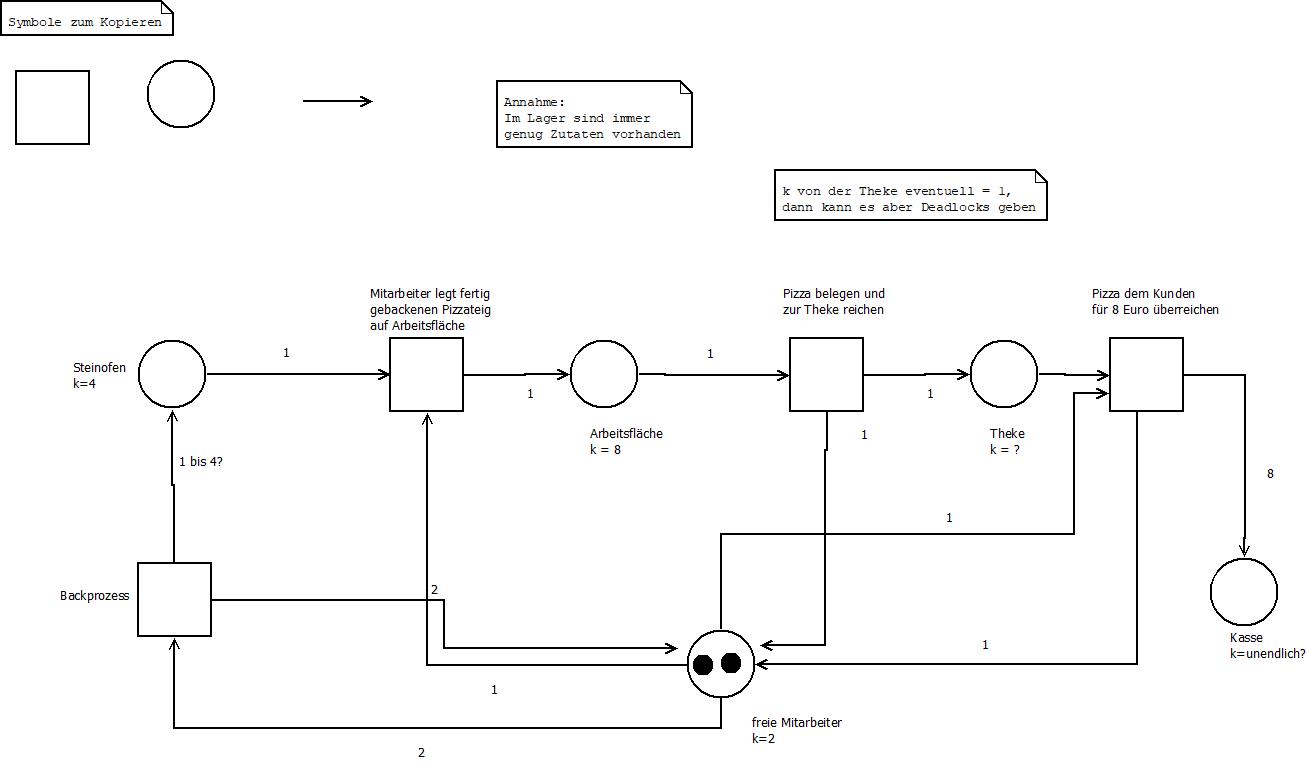 Symbole zum Kopieren
Annahme:
Im Lager sind immer
genug Zutaten vorhanden
k von der Theke eventuell = 1,
dann kann es aber Deadlocks geben
Mitarbeiter legt fertig
gebackenen Pizzateig
auf Arbeitsfläche
Pizza belegen und
zur Theke reichen
Pizza dem Kunden
für 8 Euro überreichen
Steinofen
k=4
1
1
1
1
Arbeitsfläche
k = 8
1
Theke
k = ?
1 bis 4?
8
1
Backprozess
2
Kasse
k=unendlich?
1
1
freie Mitarbeiter
k=2
2